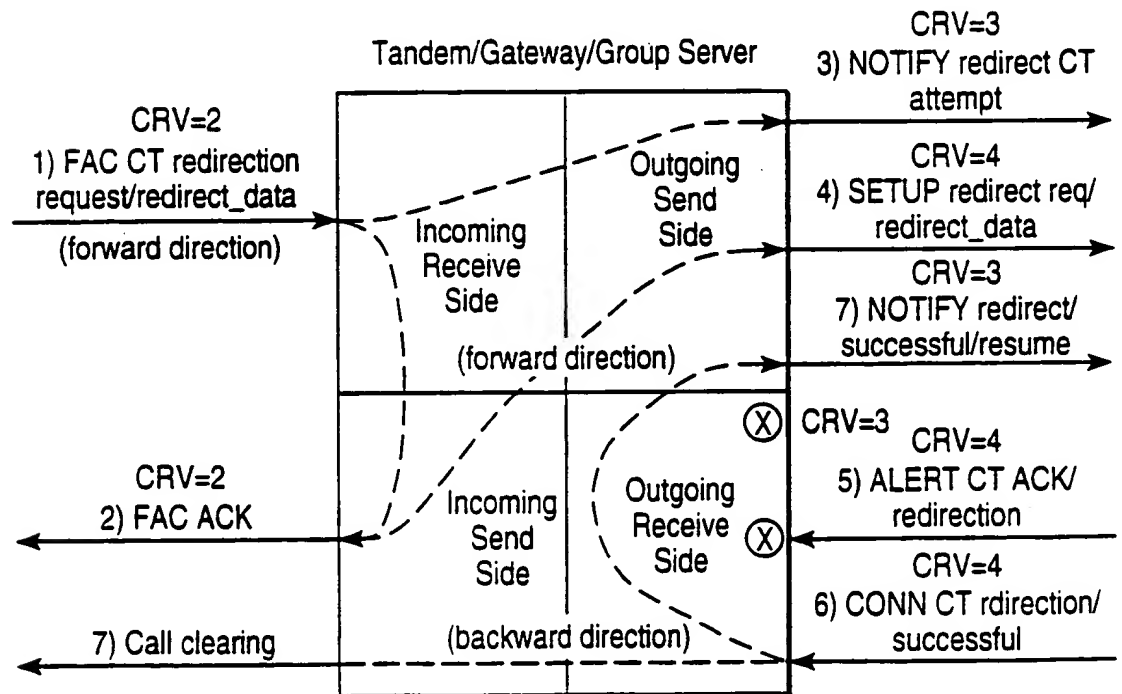 Tandem/Gateway/Group Server
CRV=3
3) NOTIFY redirect CT
attempt
CRV=2
1) FAC CT redirection
request/redirect_data
(forward direction)
Incoming
Receive
Side
Outgoing
Send
Side
CRV=4
4) SETUP redirect req/
redirect_data
CRV=3
7) NOTIFY redirect/
successful/resume
(forward direction)
X
CRV=3
CRV=2
2) FAC ACK
Incoming
Send
Side
Outgoing
Receive
Side
X
CRV=4
5) ALERT CT ACK/
redirection
CRV=4
6) CONN CT rdirection/
successful
7) Call clearing
(backward direction)